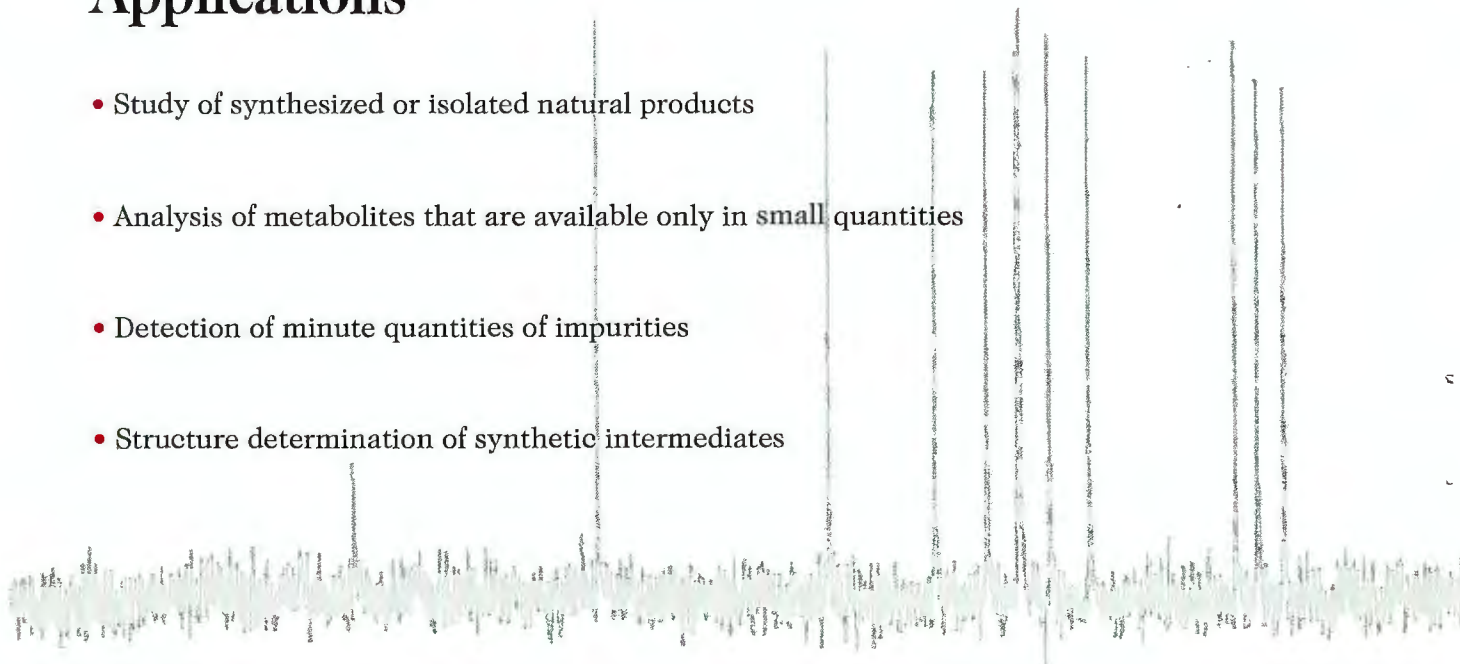 Applications
• Study of synthesized or isolated natural products
• Analysis of metabolites that are available only in small quantities
• Detection of minute quantities of impurities
• Structure determination of synthetic intermediates